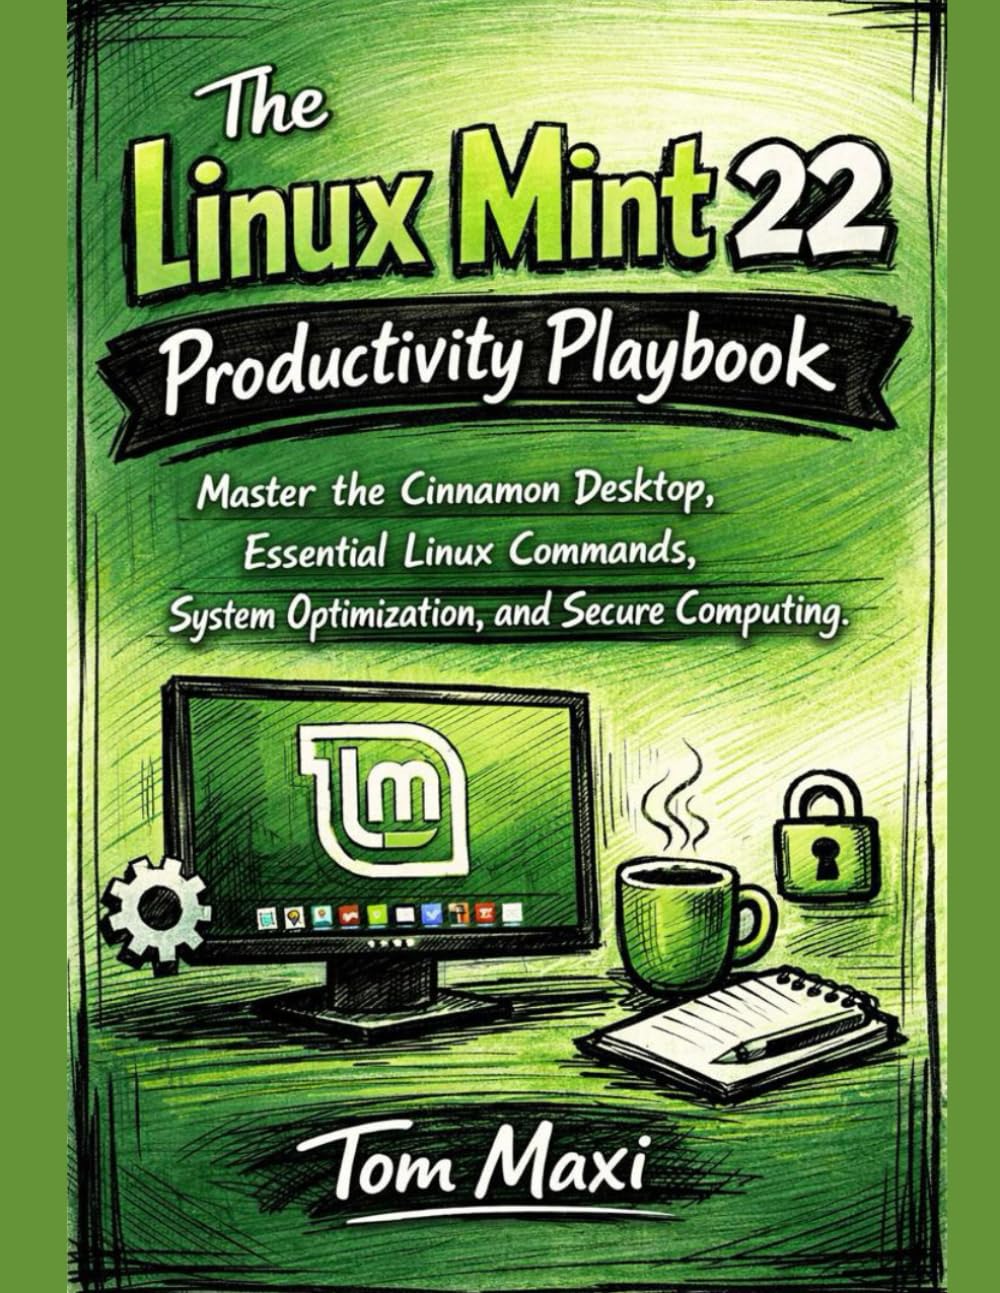 The
Linux Mint 22
Productivity Playbook
Master the Cinnamon Desktop,
Essential Linux Commands,
System Optimization, and Secure Computing.
lm
Tom Maxi